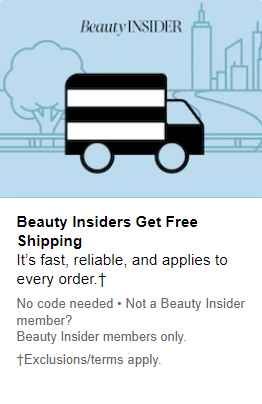 Beauty INSIDER
Beauty Insiders Get Free
Shipping
It's fast, reliable, and applies to
every order.†
No code needed • Not a Beauty Insider
member?
Beauty Insider members only.
†Exclusions/terms apply.